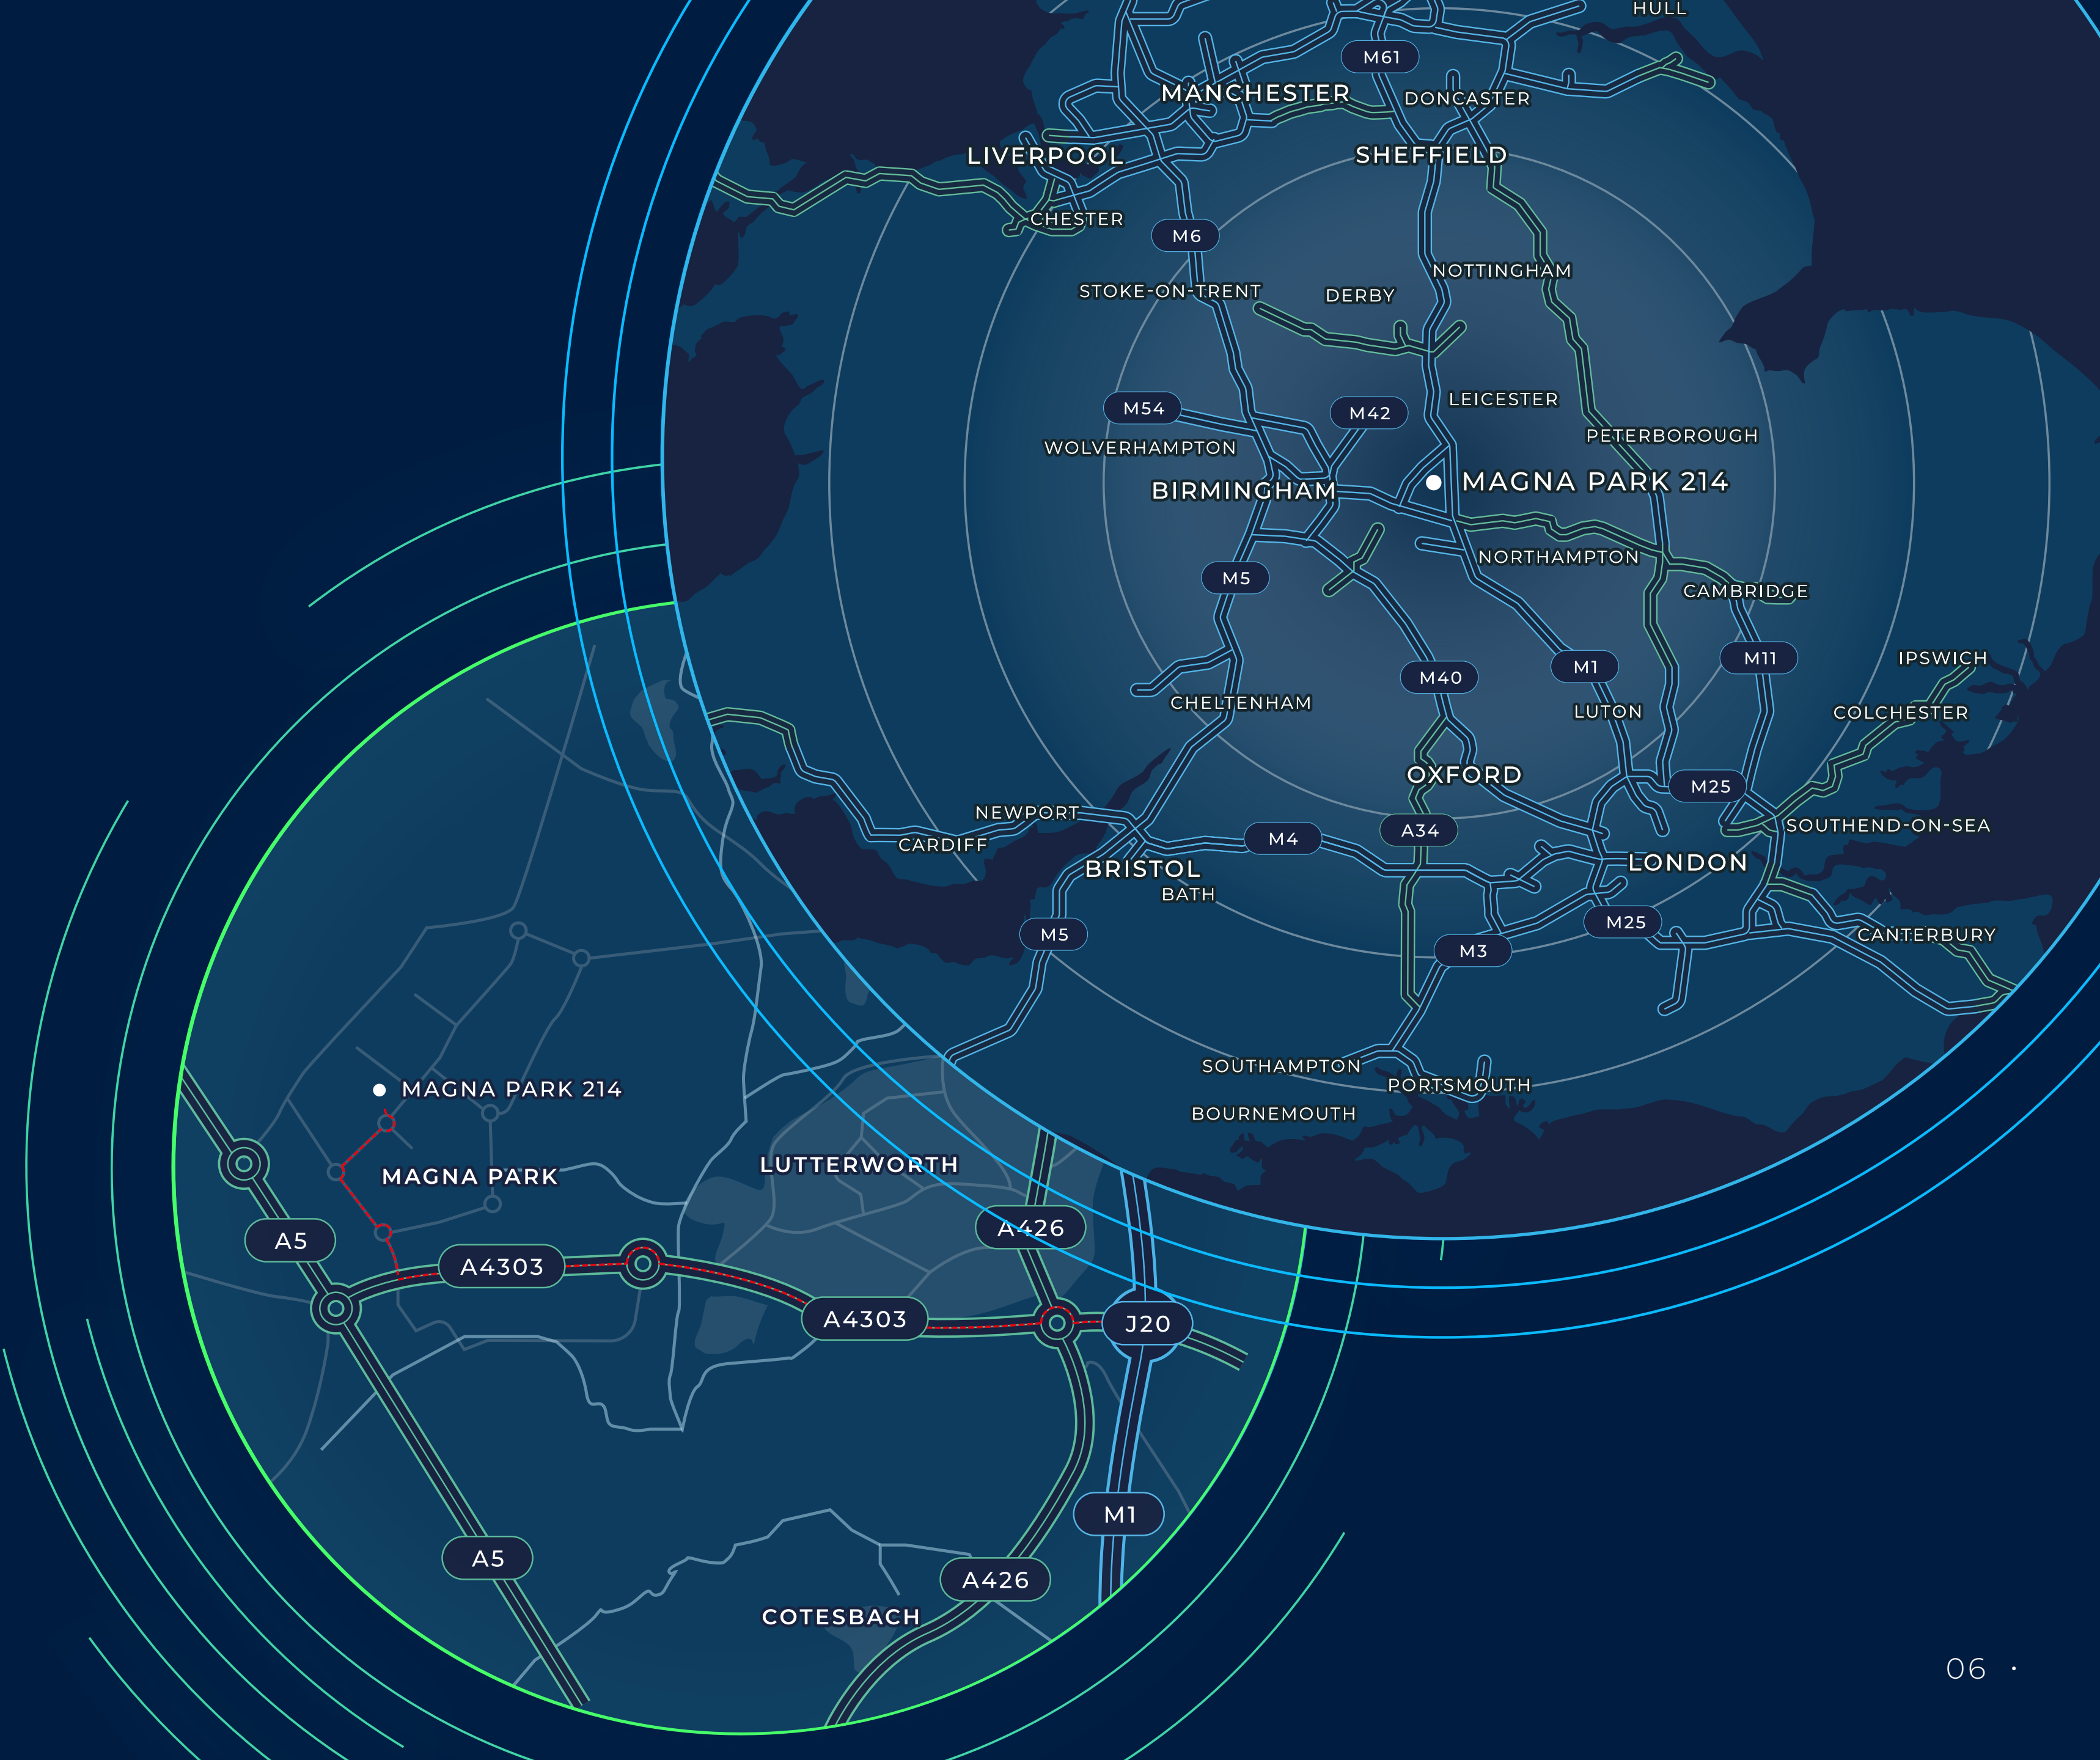 HULL
M61
MANCHESTER
DONCASTER
LIVERPOOL
SHEFFIELD
CHESTER
M6
NOTTINGHAM
STOKE-ON-TRENT
DERBY
LEICESTER
M54
M42
PETERBOROUGH
WOLVERHAMPTON
MAGNA PARK 214
BIRMINGHAM
NORTHAMPTON
M5
CAMBRIDGE
M1
M11
IPSWICH
M40
CHELTENHAM
LUTON
COLCHESTER
OXFORD
M25
NEWPORT
SOUTHEND-ON-SEA
A34
M4
CARDIFF
LONDON
BRISTOL
BATH
M25
M5
CANTERBURY
M3
SOUTHAMPTON
PORTSMOUTH
BOURNEMOUTH
MAGNA PARK 214
LUTTERWORTH
MAGNA PARK
A426
A5
A4303
A4303
J20
M1
A5
A426
COTESBACH
06 ·